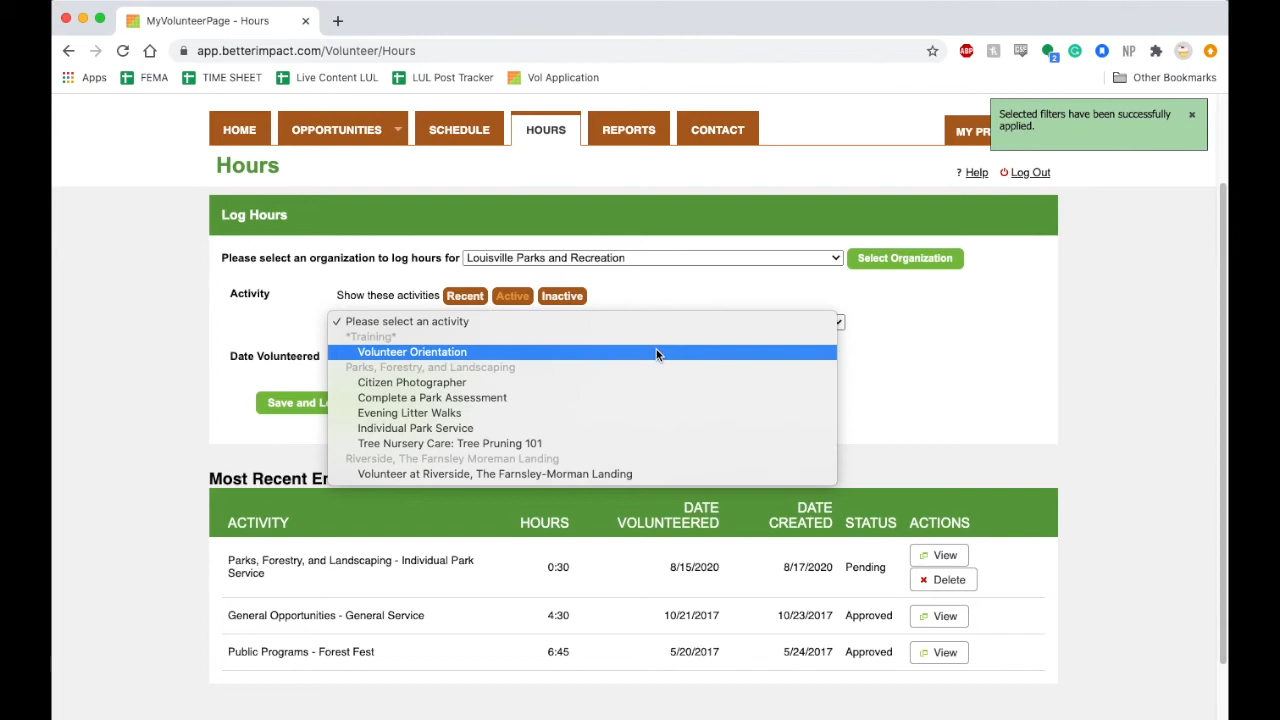 MyVolunteerPage - Hours
app.betterimpact.com/Volunteer/Hours
ABP
2
NP
Apps
FEMA
TIME SHEET
Live Content LUL
LUL Post Tracker
Vol Application
Other Bookmarks
HOME
OPPORTUNITIES
SCHEDULE
HOURS
REPORTS
CONTACT
MY PR
Selected filters have been successfully
applied.
Hours
? Help
Log Out
Log Hours
Please select an organization to log hours for
Louisville Parks and Recreation
Select Organization
Activity
Show these activities
Recent
Active
Inactive
✓ Please select an activity
*Training*
Volunteer Orientation
Date Volunteered
Parks, Forestry, and Landscaping
Citizen Photographer
Complete a Park Assessment
Save and L
Evening Litter Walks
Individual Park Service
Tree Nursery Care: Tree Pruning 101
Riverside, The Farnsley Moreman Landing
Volunteer at Riverside, The Farnsley-Morman Landing
Most Recent E
ACTIVITY
HOURS
DATE
VOLUNTEERED
DATE
CREATED
STATUS
ACTIONS
Parks, Forestry, and Landscaping - Individual Park
Service
0:30
8/15/2020
8/17/2020
Pending
View
Delete
General Opportunities - General Service
4:30
10/21/2017
10/23/2017
Approved
View
Public Programs - Forest Fest
6:45
5/20/2017
5/24/2017
Approved
View